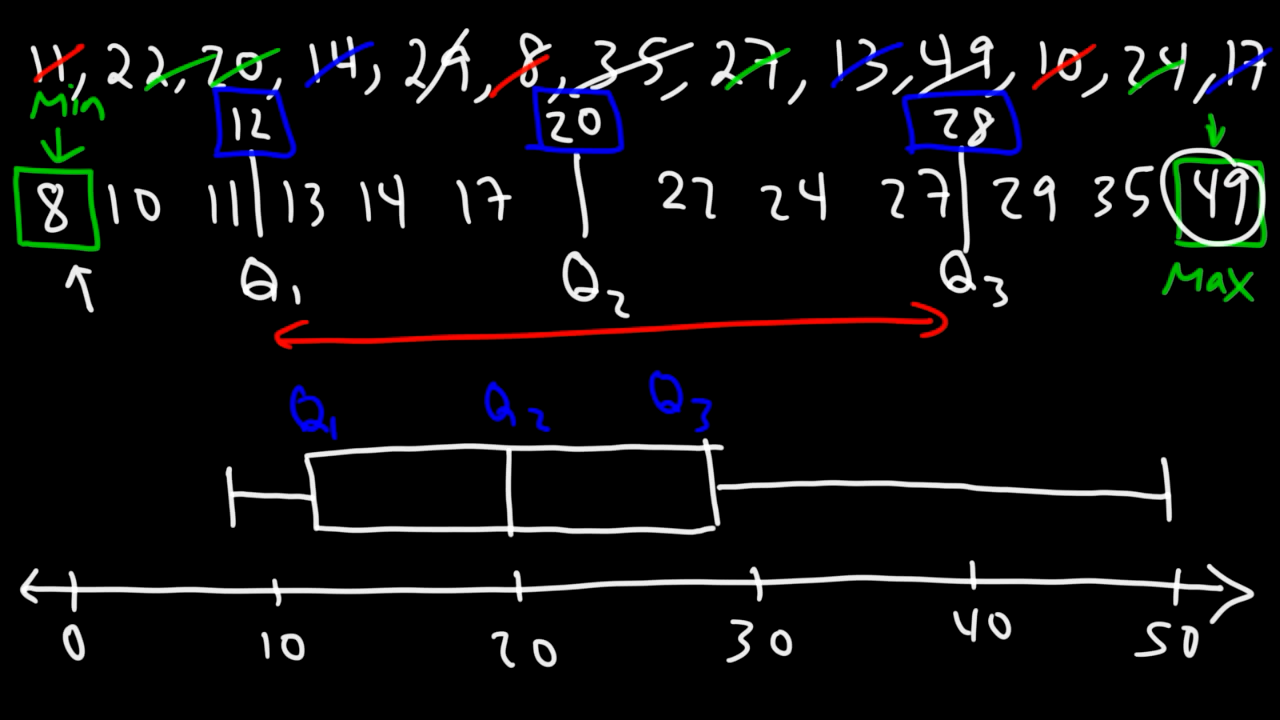 11, 22, 20, 14, 29, 8, 35, 27, 13, 49, 10, 24, 17
Min
12 20 28
8 10 11 13 14 17 22 24 27 29 35 49
Q1 Q2 Q3 Max
Q1 Q2 Q3
0 10 20 30 40 50